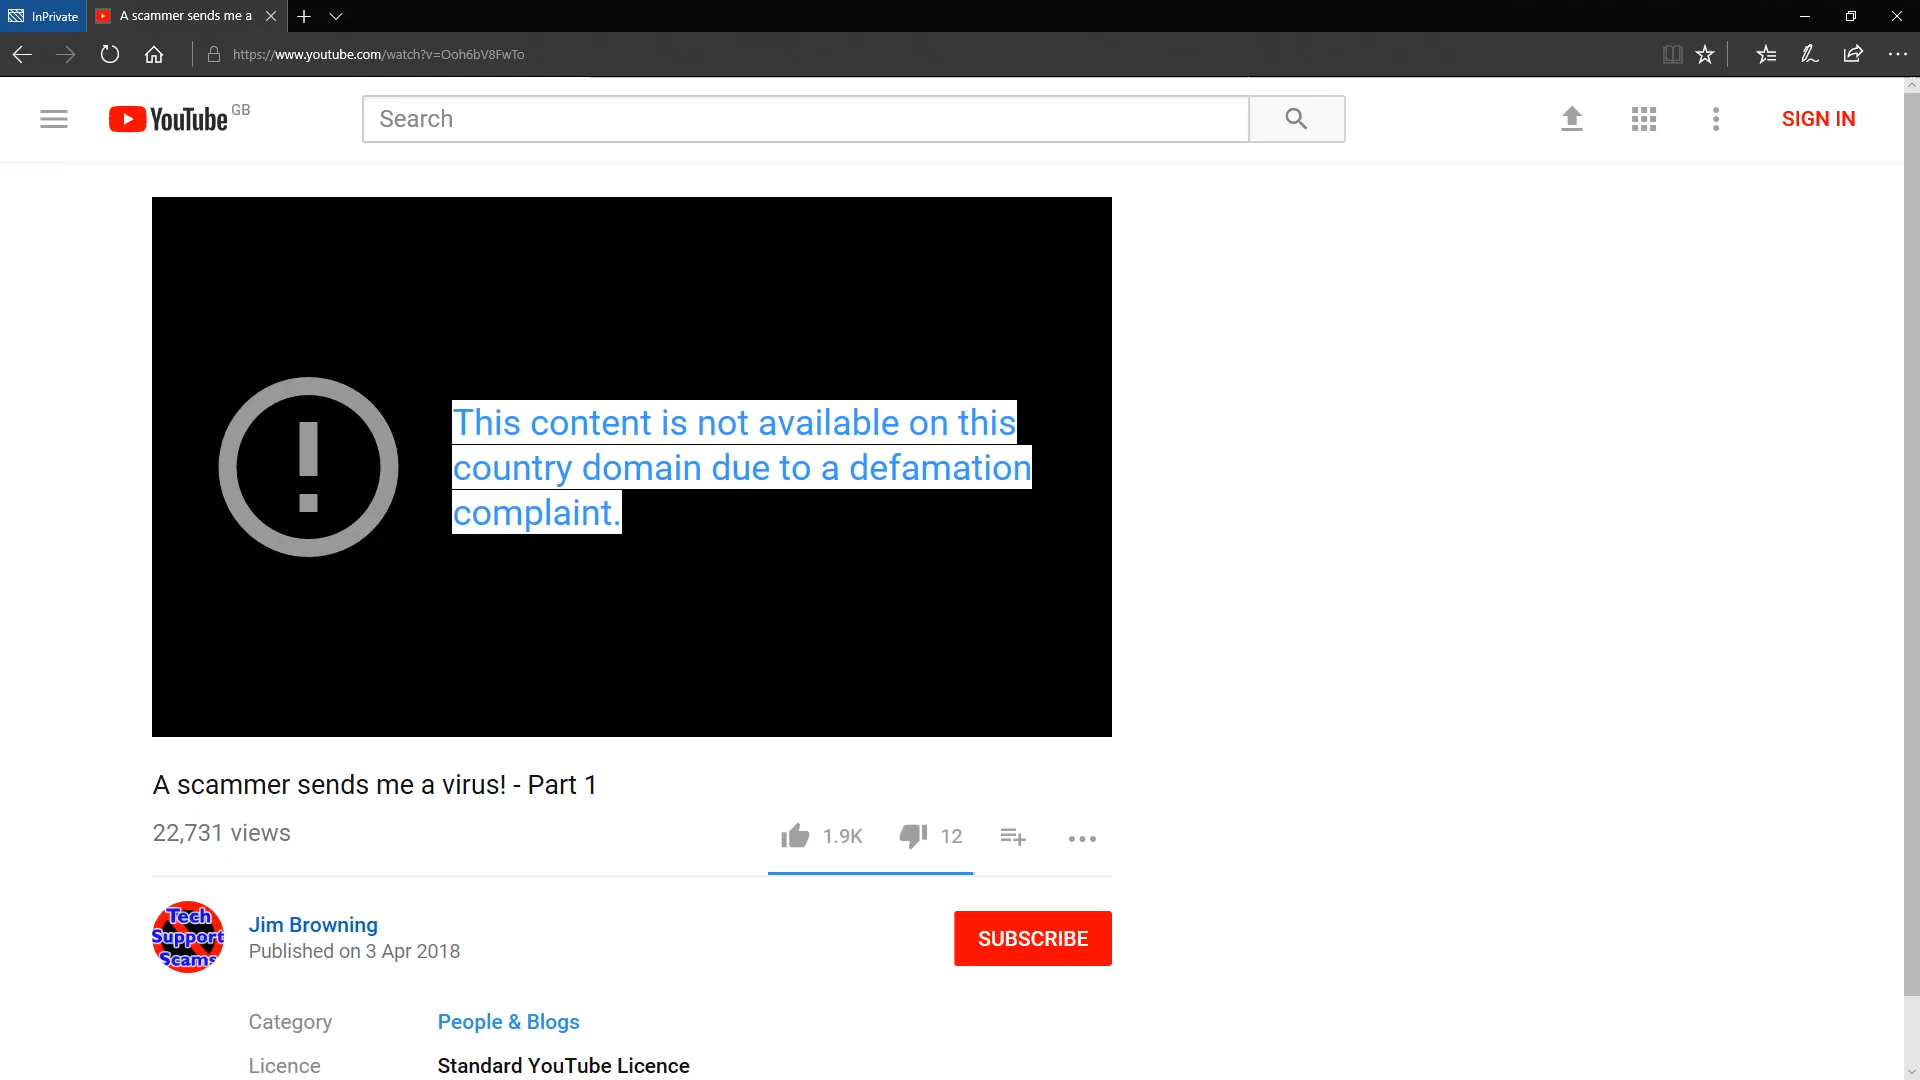 InPrivate
A scammer sends me a
https://www.youtube.com/watch?v=Ooh6bV8FwTo
YouTube GB
Search
SIGN IN
This content is not available on this
country domain due to a defamation
complaint.
A scammer sends me a virus! - Part 1
22,731 views
1.9K
12
Tech
Support
Scams
Jim Browning
Published on 3 Apr 2018
SUBSCRIBE
Category
People & Blogs
Licence
Standard YouTube Licence